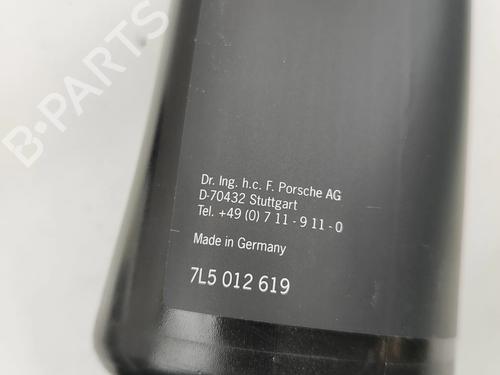 B-PARTS
Dr. Ing. h.c. F. Porsche AG
D-70432 Stuttgart
Tel. +49 (0) 7 11 - 9 11 - 0
Made in Germany
7L5 012 619